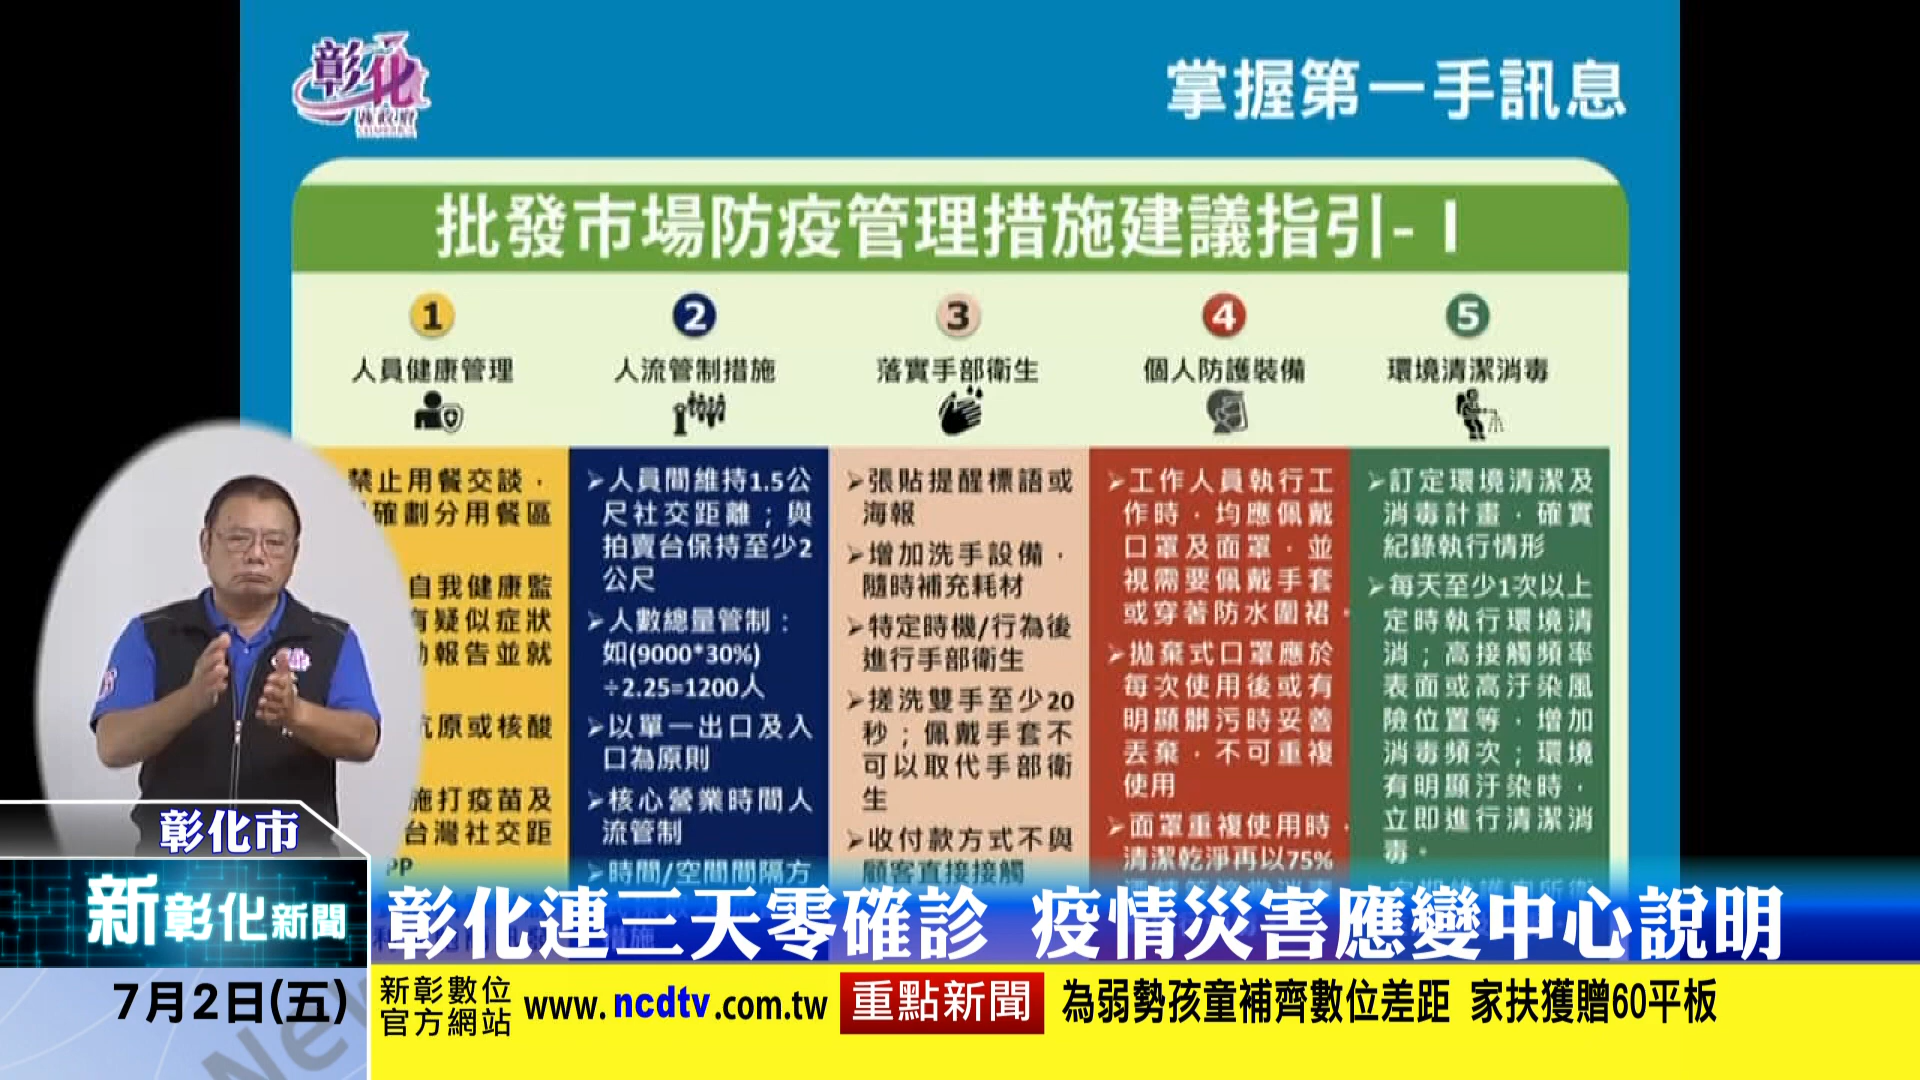 彰化
縣政府
掌握第一手訊息
批發市場防疫管理措施建議指引-I
1
人員健康管理
禁止用餐交談，
確劃分用餐區
自我健康監
疑似症狀
報告並就
原或核酸
施打疫苗及
台灣社交距
PP
2
人流管制措施
➢人員間維持1.5公
尺社交距離；與
拍賣台保持至少2
公尺
➢人數總量管制：
如(9000*30%)
÷2.25=1200人
➢以單一出口及入
口為原則
➢核心營業時間人
流管制
➢時間/空間間隔方
3
落實手部衛生
➢張貼提醒標語或
海報
➢增加洗手設備，
隨時補充耗材
➢特定時機/行為後
進行手部衛生
➢搓洗雙手至少20
秒；佩戴手套不
可以取代手部衛
生
➢收付款方式不與
顧客直接接觸
4
個人防護裝備
➢工作人員執行工
作時，均應佩戴
口罩及面罩，並
視需要佩戴手套
或穿著防水圍裙。
➢拋棄式口罩應於
每次使用後或有
明顯髒污時妥善
丟棄，不可重複
使用
➢面罩重複使用時，
清潔乾淨再以75%
5
環境清潔消毒
➢訂定環境清潔及
消毒計畫，確實
紀錄執行情形
➢每天至少1次以上
定時執行環境清
消；高接觸頻率
表面或高汙染風
險位置等，增加
消毒頻次；環境
有明顯汙染時，
立即進行清潔消
毒。
彰化市
新彰化新聞
彰化連三天零確診 疫情災害應變中心說明
7月2日(五)
新彰數位
官方網站
www.ncdtv.com.tw
重點新聞
為弱勢孩童補齊數位差距 家扶獲贈60平板